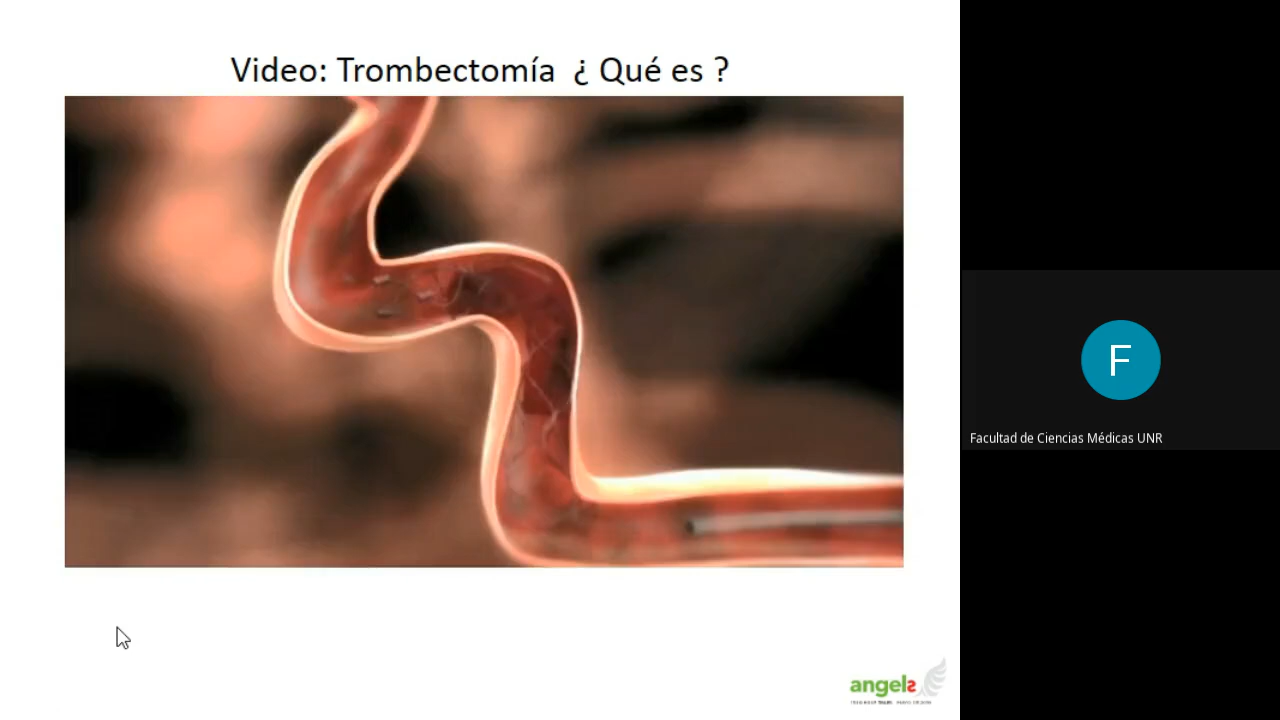 Video: Trombectomía ¿ Qué es ?
F
Facultad de Ciencias Médicas UNR
angels